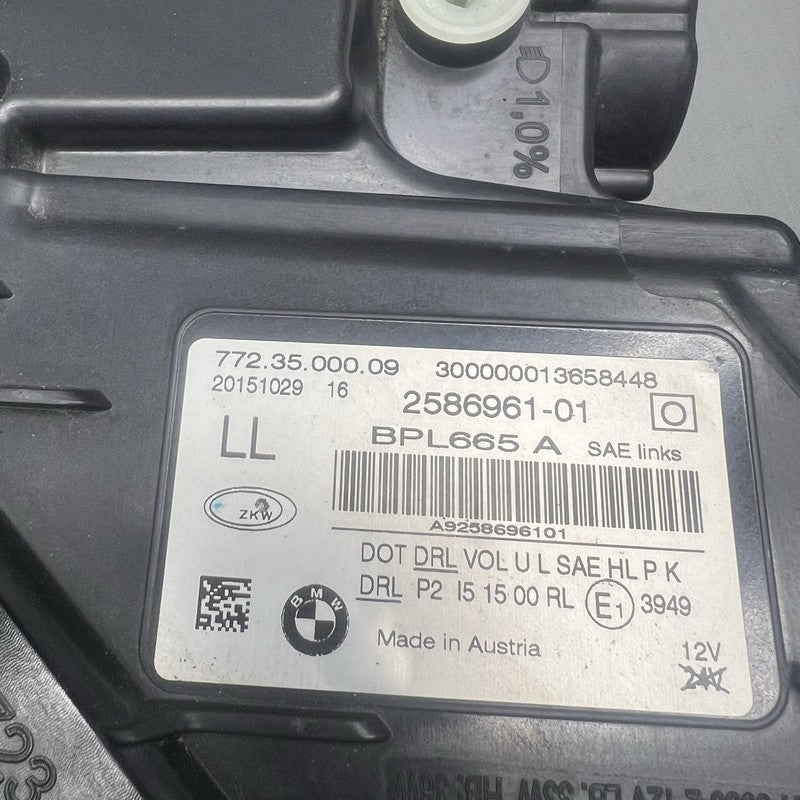 1,0%
772.35.000.09 300000013658448
20151029 16
2586961-01 O
LL BPL665 A SAE links
ZKW
A9258696101
DOT DRL VOL U L SAE HL P K
DRL P2 I5 15 00 RL E1 3949
BMW
Made in Austria
12V
24V